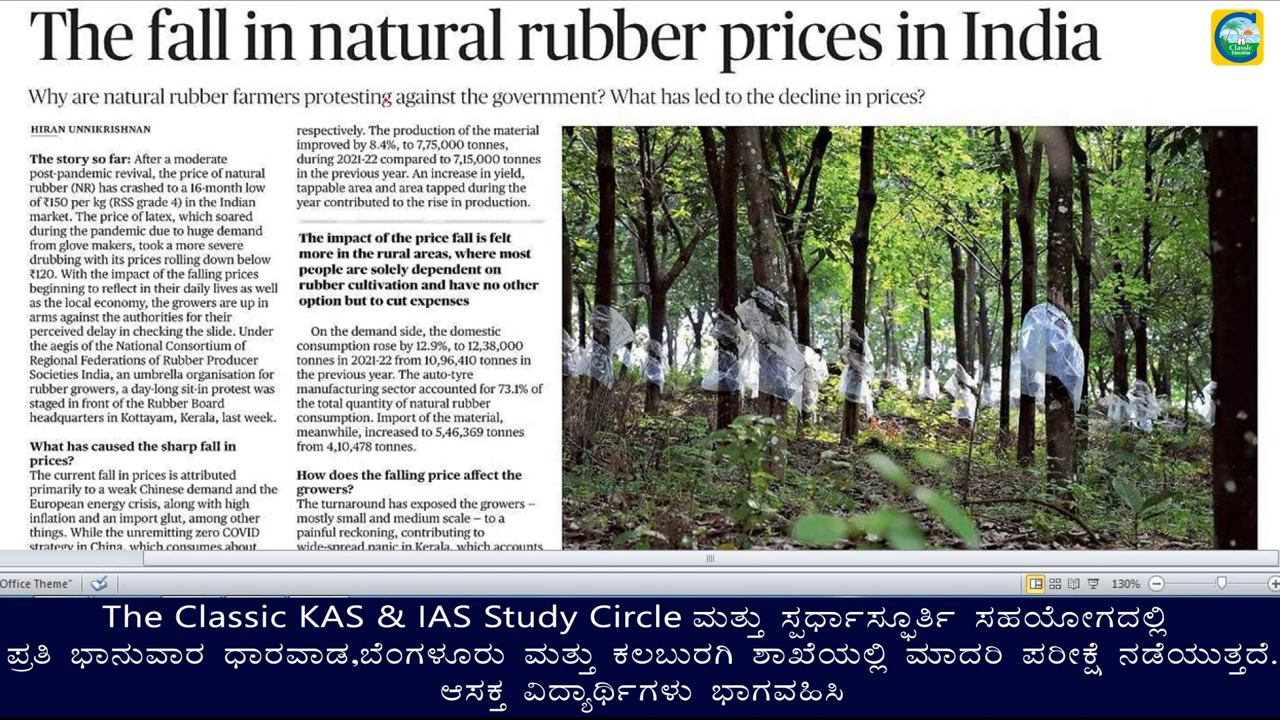 The fall in natural rubber prices in India
Classic
Education
Why are natural rubber farmers protesting against the government? What has led to the decline in prices?
HIRAN UNNIKRISHNAN
The story so far: After a moderate
post-pandemic revival, the price of natural
rubber (NR) has crashed to a 16-month low
of ₹150 per kg (RSS grade 4) in the Indian
market. The price of latex, which soared
during the pandemic due to huge demand
from glove makers, took a more severe
drubbing with its prices rolling down below
₹120. With the impact of the falling prices
beginning to reflect in their daily lives as well
as the local economy, the growers are up in
arms against the authorities for their
perceived delay in checking the slide. Under
the aegis of the National Consortium of
Regional Federations of Rubber Producer
Societies India, an umbrella organisation for
rubber growers, a day-long sit-in protest was
staged in front of the Rubber Board
headquarters in Kottayam, Kerala, last week.
What has caused the sharp fall in
prices?
The current fall in prices is attributed
primarily to a weak Chinese demand and the
European energy crisis, along with high
inflation and an import glut, among other
things. While the unremitting zero COVID
strategy in China, which consumes about
respectively. The production of the material
improved by 8.4%, to 7,75,000 tonnes,
during 2021-22 compared to 7,15,000 tonnes
in the previous year. An increase in yield,
tappable area and area tapped during the
year contributed to the rise in production.
The impact of the price fall is felt
more in the rural areas, where most
people are solely dependent on
rubber cultivation and have no other
option but to cut expenses
On the demand side, the domestic
consumption rose by 12.9%, to 12,38,000
tonnes in 2021-22 from 10,96,410 tonnes in
the previous year. The auto-tyre
manufacturing sector accounted for 73.1% of
the total quantity of natural rubber
consumption. Import of the material,
meanwhile, increased to 5,46,369 tonnes
from 4,10,478 tonnes.
How does the falling price affect the
growers?
The turnaround has exposed the growers –
mostly small and medium scale – to a
painful reckoning, contributing to
wide-spread panic in Kerala, which accounts
Office Theme"
130%
The Classic KAS & IAS Study Circle ಮತ್ತು ಸ್ಪರ್ಧಾಸ್ಫೂರ್ತಿ ಸಹಯೋಗದಲ್ಲಿ
ಪ್ರತಿ ಭಾನುವಾರ ಧಾರವಾಡ,ಬೆಂಗಳೂರು ಮತ್ತು ಕಲಬುರಗಿ ಶಾಖೆಯಲ್ಲಿ ಮಾದರಿ ಪರೀಕ್ಷೆ ನಡೆಯುತ್ತದೆ.
ಆಸಕ್ತ ವಿದ್ಯಾರ್ಥಿಗಳು ಭಾಗವಹಿಸಿ